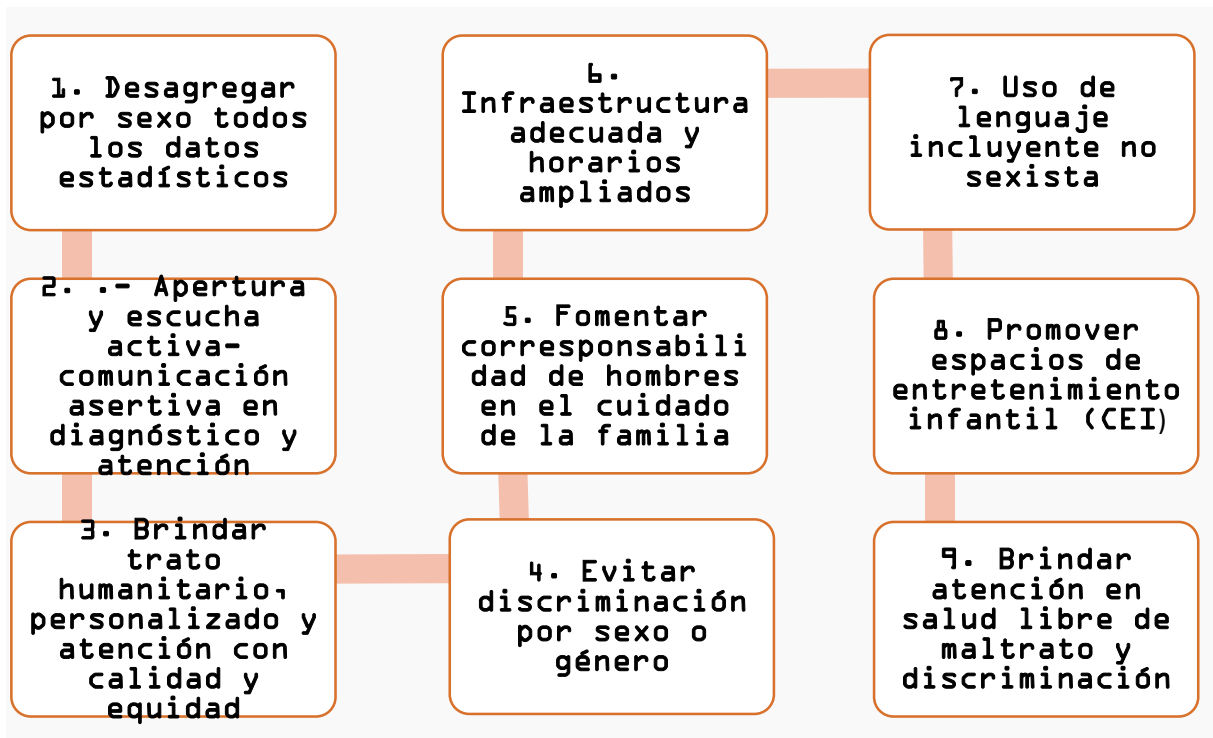 1. Desagregar
por sexo todos
los datos
estadísticos
2. .- Apertura
y escucha
activa-
comunicación
asertiva en
diagnóstico y
atención
3. Brindar
trato
humanitario,
personalizado y
atención con
calidad y
equidad
4. Evitar
discriminación
por sexo o
género
5. Fomentar
corresponsabili
dad de hombres
en el cuidado
de la familia
6.
Infraestructura
adecuada y
horarios
ampliados
7. Uso de
lenguaje
incluyente no
sexista
8. Promover
espacios de
entretenimiento
infantil (CEI)
9. Brindar
atención en
salud libre de
maltrato y
discriminación